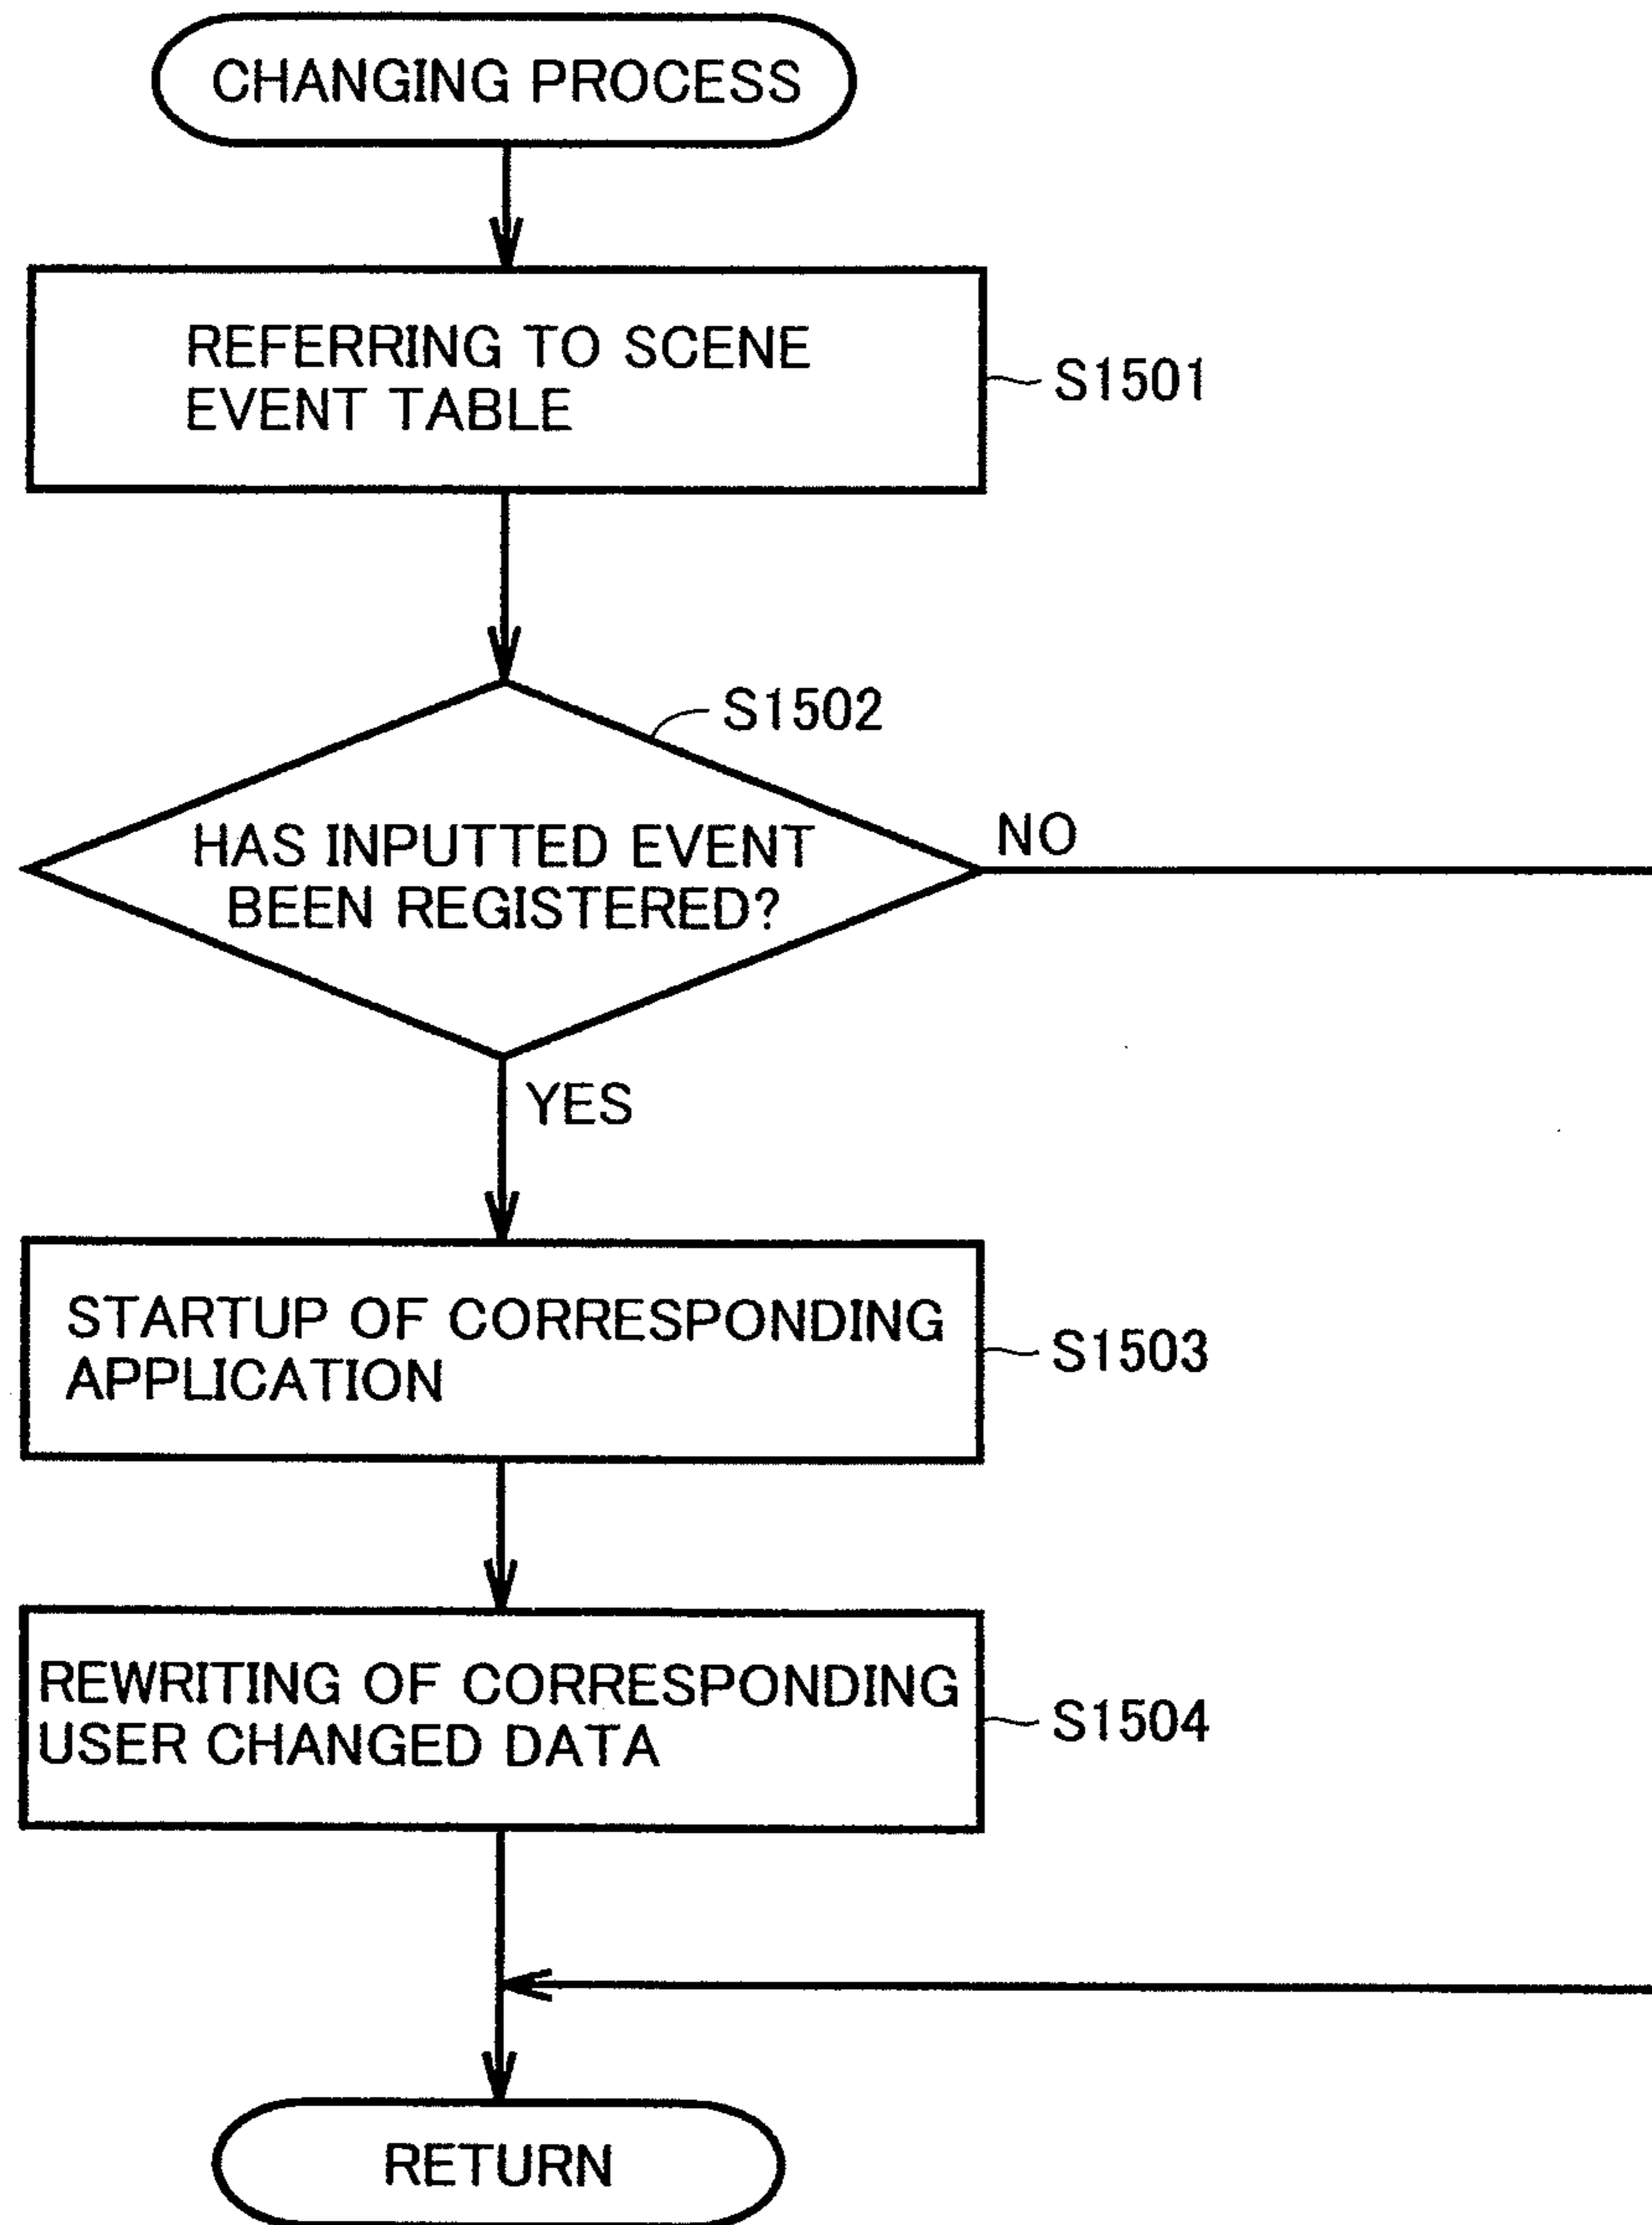 CHANGING PROCESS
REFERRING TO SCENE
EVENT TABLE
S1501
S1502
HAS INPUTTED EVENT
BEEN REGISTERED?
NO
YES
STARTUP OF CORRESPONDING
APPLICATION
S1503
REWRITING OF CORRESPONDING
USER CHANGED DATA
S1504
RETURN